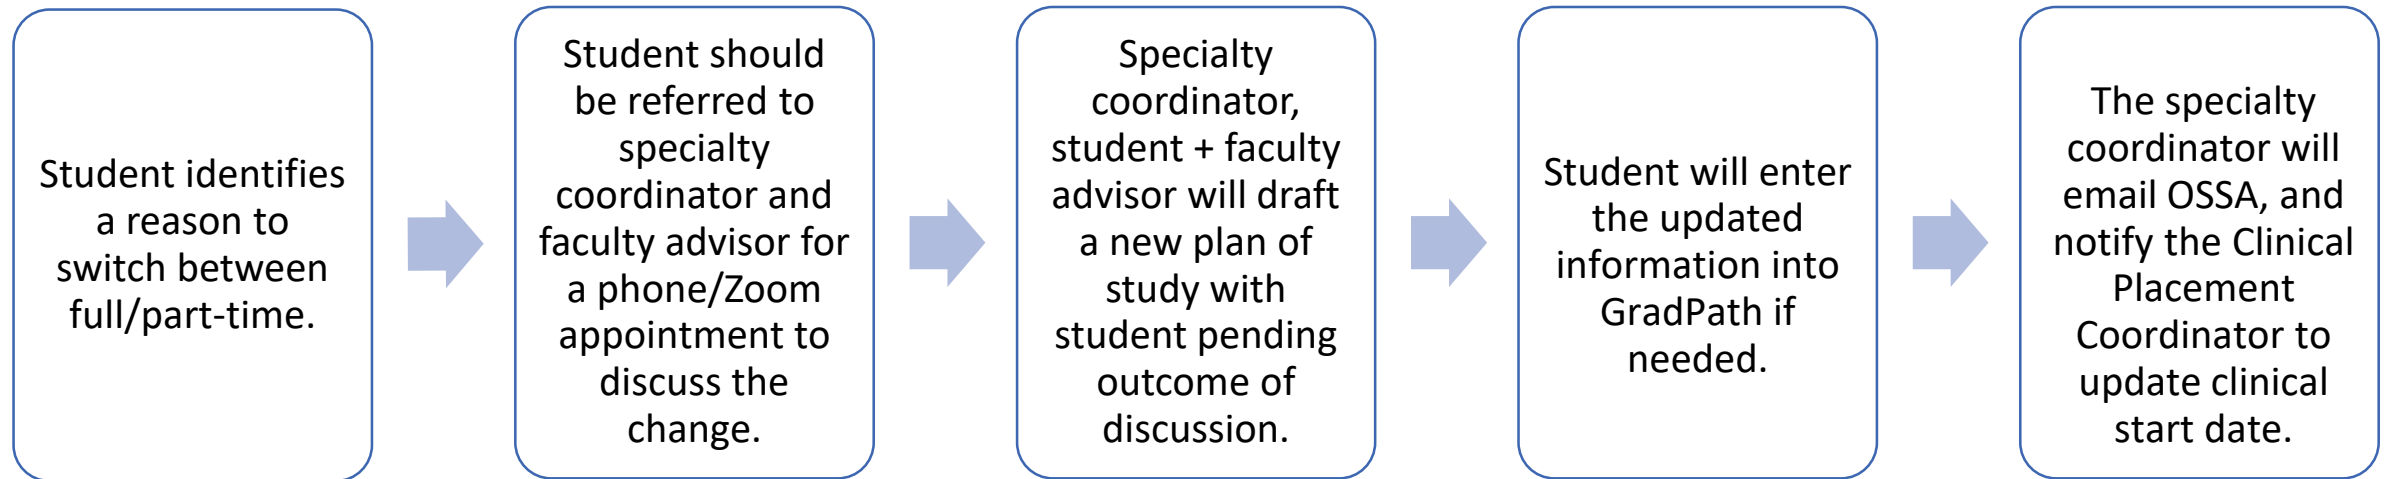 Student identifies
a reason to
switch between
full/part-time.
Student should
be referred to
specialty
coordinator and
faculty advisor for
a phone/Zoom
appointment to
discuss the
change.
Specialty
coordinator,
student + faculty
advisor will draft
a new plan of
study with
student pending
outcome of
discussion.
Student will enter
the updated
information into
GradPath if
needed.
The specialty
coordinator will
email OSSA, and
notify the Clinical
Placement
Coordinator to
update clinical
start date.